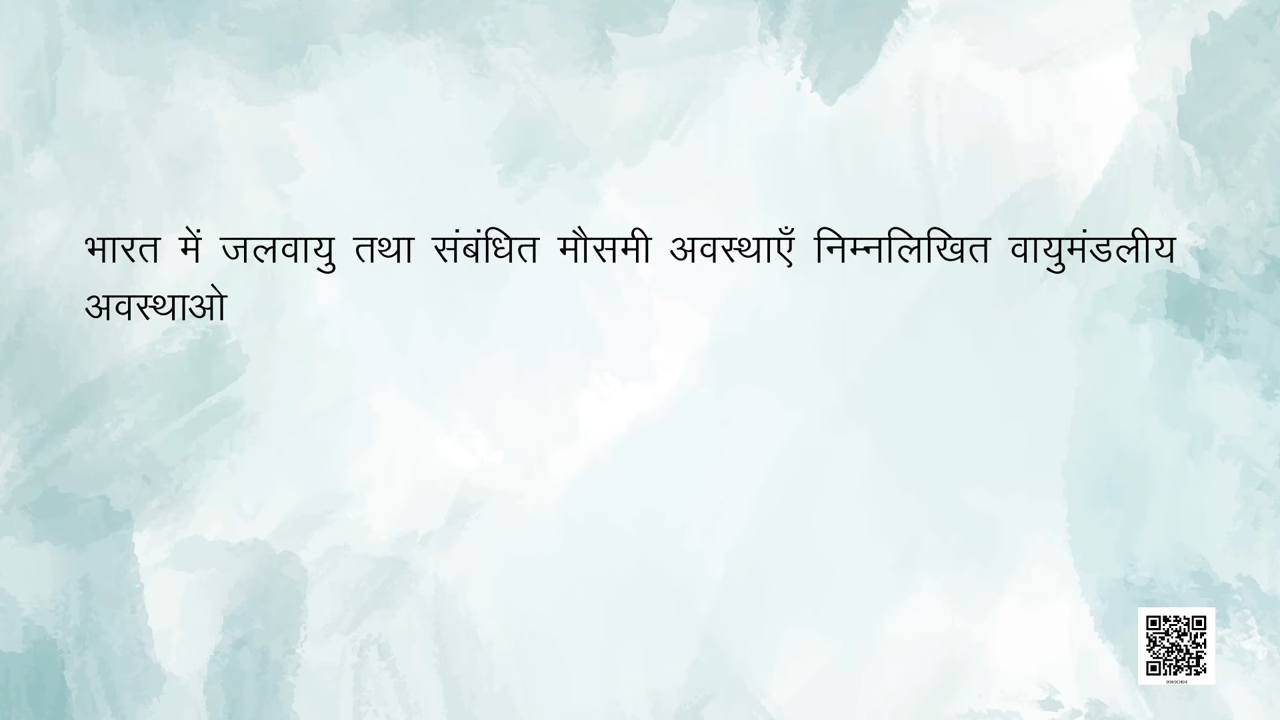 भारत में जलवायु तथा संबंधित मौसमी अवस्थाएँ निम्नलिखित वायुमंडलीय
अवस्थाओ